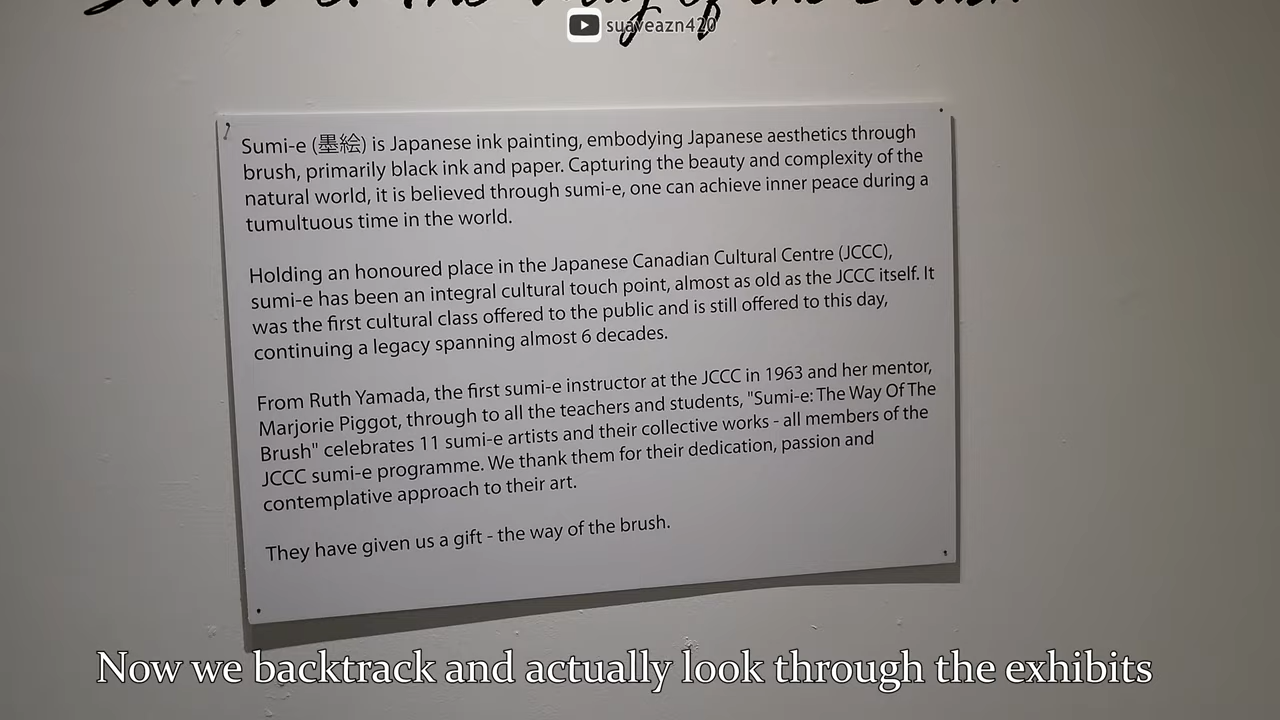 Sumi-e: The Way of the Brush
suaveazn420
Sumi-e (墨絵) is Japanese ink painting, embodying Japanese aesthetics through
brush, primarily black ink and paper. Capturing the beauty and complexity of the
natural world, it is believed through sumi-e, one can achieve inner peace during a
tumultuous time in the world.
Holding an honoured place in the Japanese Canadian Cultural Centre (JCCC),
sumi-e has been an integral cultural touch point, almost as old as the JCCC itself. It
was the first cultural class offered to the public and is still offered to this day,
continuing a legacy spanning almost 6 decades.
From Ruth Yamada, the first sumi-e instructor at the JCCC in 1963 and her mentor,
Marjorie Piggot, through to all the teachers and students, "Sumi-e: The Way Of The
Brush" celebrates 11 sumi-e artists and their collective works - all members of the
JCCC sumi-e programme. We thank them for their dedication, passion and
contemplative approach to their art.
They have given us a gift - the way of the brush.
Now we backtrack and actually look through the exhibits